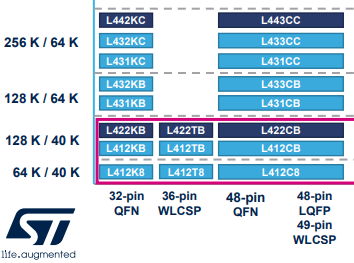 L442KC L443CC
256 K / 64 K
L432KC L433CC
L431KC L431CC
L432KB L433CB
128 K / 64 K
L431KB L431CB
L422KB L422TB L422CB
128 K / 40 K
L412KB L412TB L412CB
64 K / 40 K L412K8 L412T8 L412C8
32-pin 36-pin 48-pin 48-pin
QFN WLCSP QFN LQFP
49-pin
WLCSP
ST
life.augmented